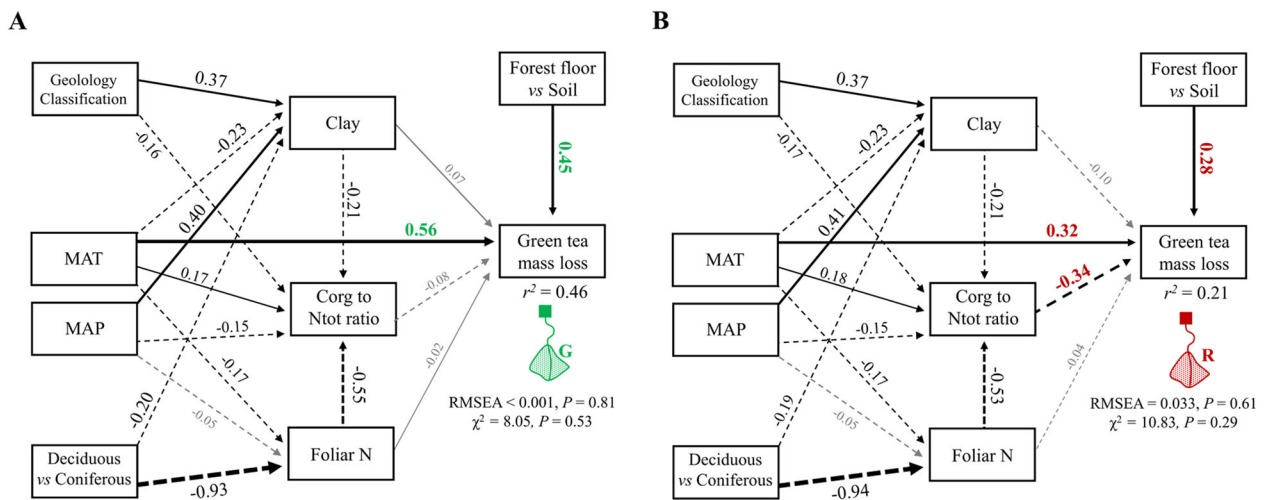 A
Geolology
Classification
MAT
MAP
Deciduous
vs Coniferous
Clay
Corg to
Ntot ratio
Foliar N
Forest floor
vs Soil
Green tea
mass loss
r² = 0.46
G
RMSEA < 0.001, P = 0.81
χ² = 8.05, P = 0.53
0.37
-0.16
-0.23
0.40
0.56
0.17
-0.15
-0.17
-0.05
-0.20
-0.93
-0.21
-0.55
0.07
-0.08
-0.02
0.45
B
Geolology
Classification
MAT
MAP
Deciduous
vs Coniferous
Clay
Corg to
Ntot ratio
Foliar N
Forest floor
vs Soil
Green tea
mass loss
r² = 0.21
R
RMSEA = 0.033, P = 0.61
χ² = 10.83, P = 0.29
0.37
-0.17
-0.23
0.41
0.32
0.18
-0.15
-0.17
-0.05
-0.19
-0.94
-0.21
-0.53
-0.10
-0.34
-0.04
0.28